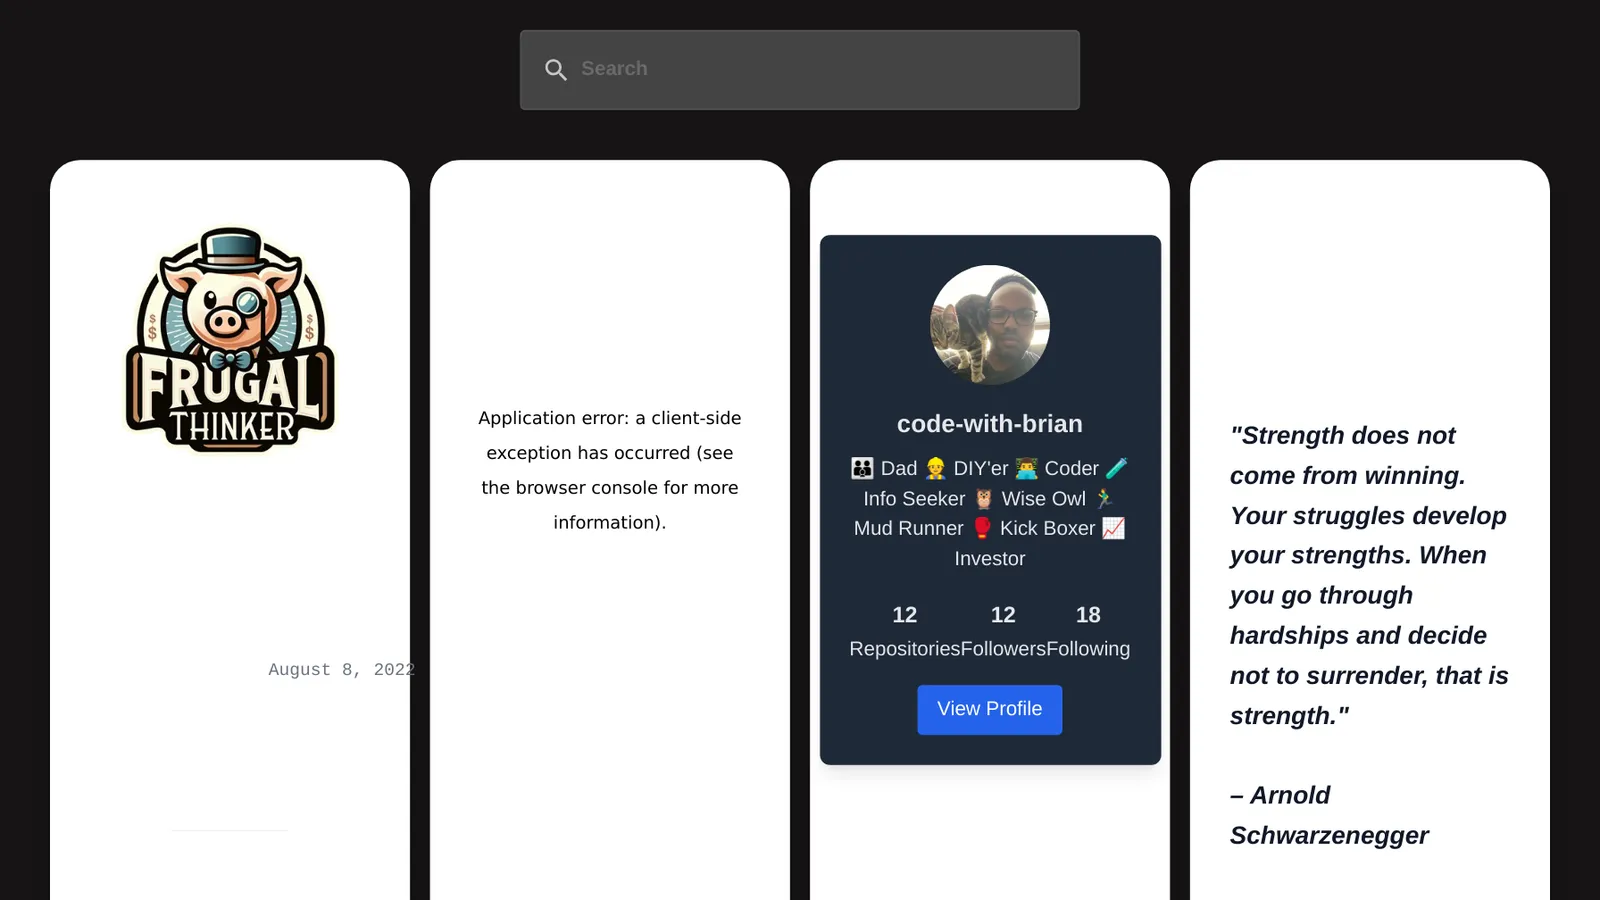 Search
$ $
$ $
FRUGAL
THINKER
August 8, 2022
Application error: a client-side
exception has occurred (see
the browser console for more
information).
code-with-brian
👪 Dad 👷 DIY'er 👨‍💻 Coder 🧪
Info Seeker 🦉 Wise Owl 🏃‍♂️
Mud Runner 🥊 Kick Boxer 📈
Investor
12 12 18
Repositories Followers Following
View Profile
"Strength does not
come from winning.
Your struggles develop
your strengths. When
you go through
hardships and decide
not to surrender, that is
strength."
– Arnold
Schwarzenegger